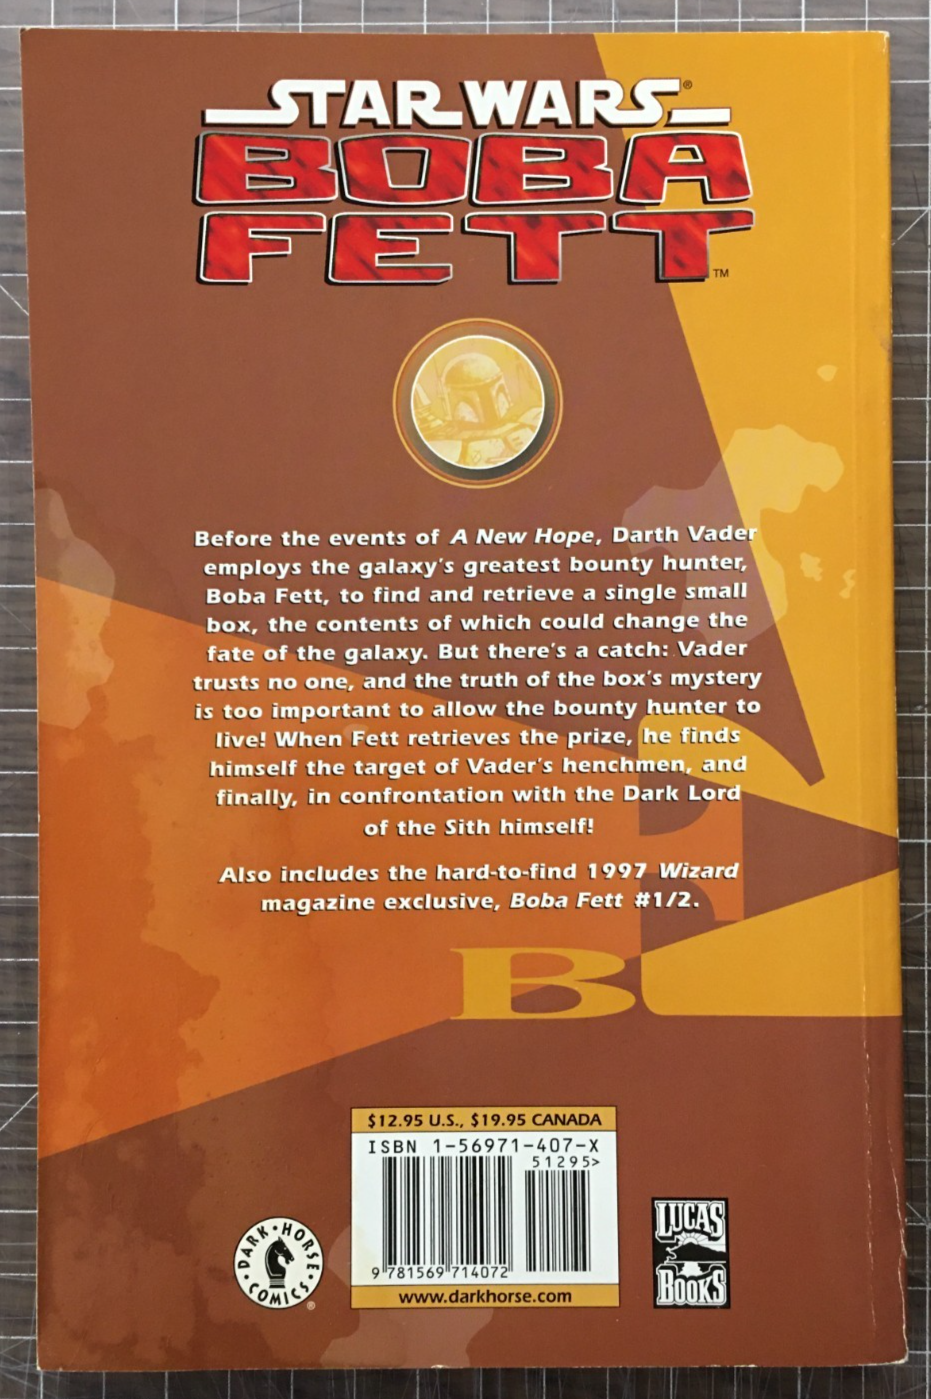 STAR WARS®
BOBA
FETT™
Before the events of A New Hope, Darth Vader
employs the galaxy's greatest bounty hunter,
Boba Fett, to find and retrieve a single small
box, the contents of which could change the
fate of the galaxy. But there's a catch: Vader
trusts no one, and the truth of the box's mystery
is too important to allow the bounty hunter to
live! When Fett retrieves the prize, he finds
himself the target of Vader's henchmen, and
finally, in confrontation with the Dark Lord
of the Sith himself!
Also includes the hard-to-find 1997 Wizard
magazine exclusive, Boba Fett #1/2.
B F
$12.95 U.S., $19.95 CANADA
ISBN 1-56971-407-X
51295>
9 781569 714072
www.darkhorse.com
DARK HORSE COMICS®
LUCAS
BOOKS